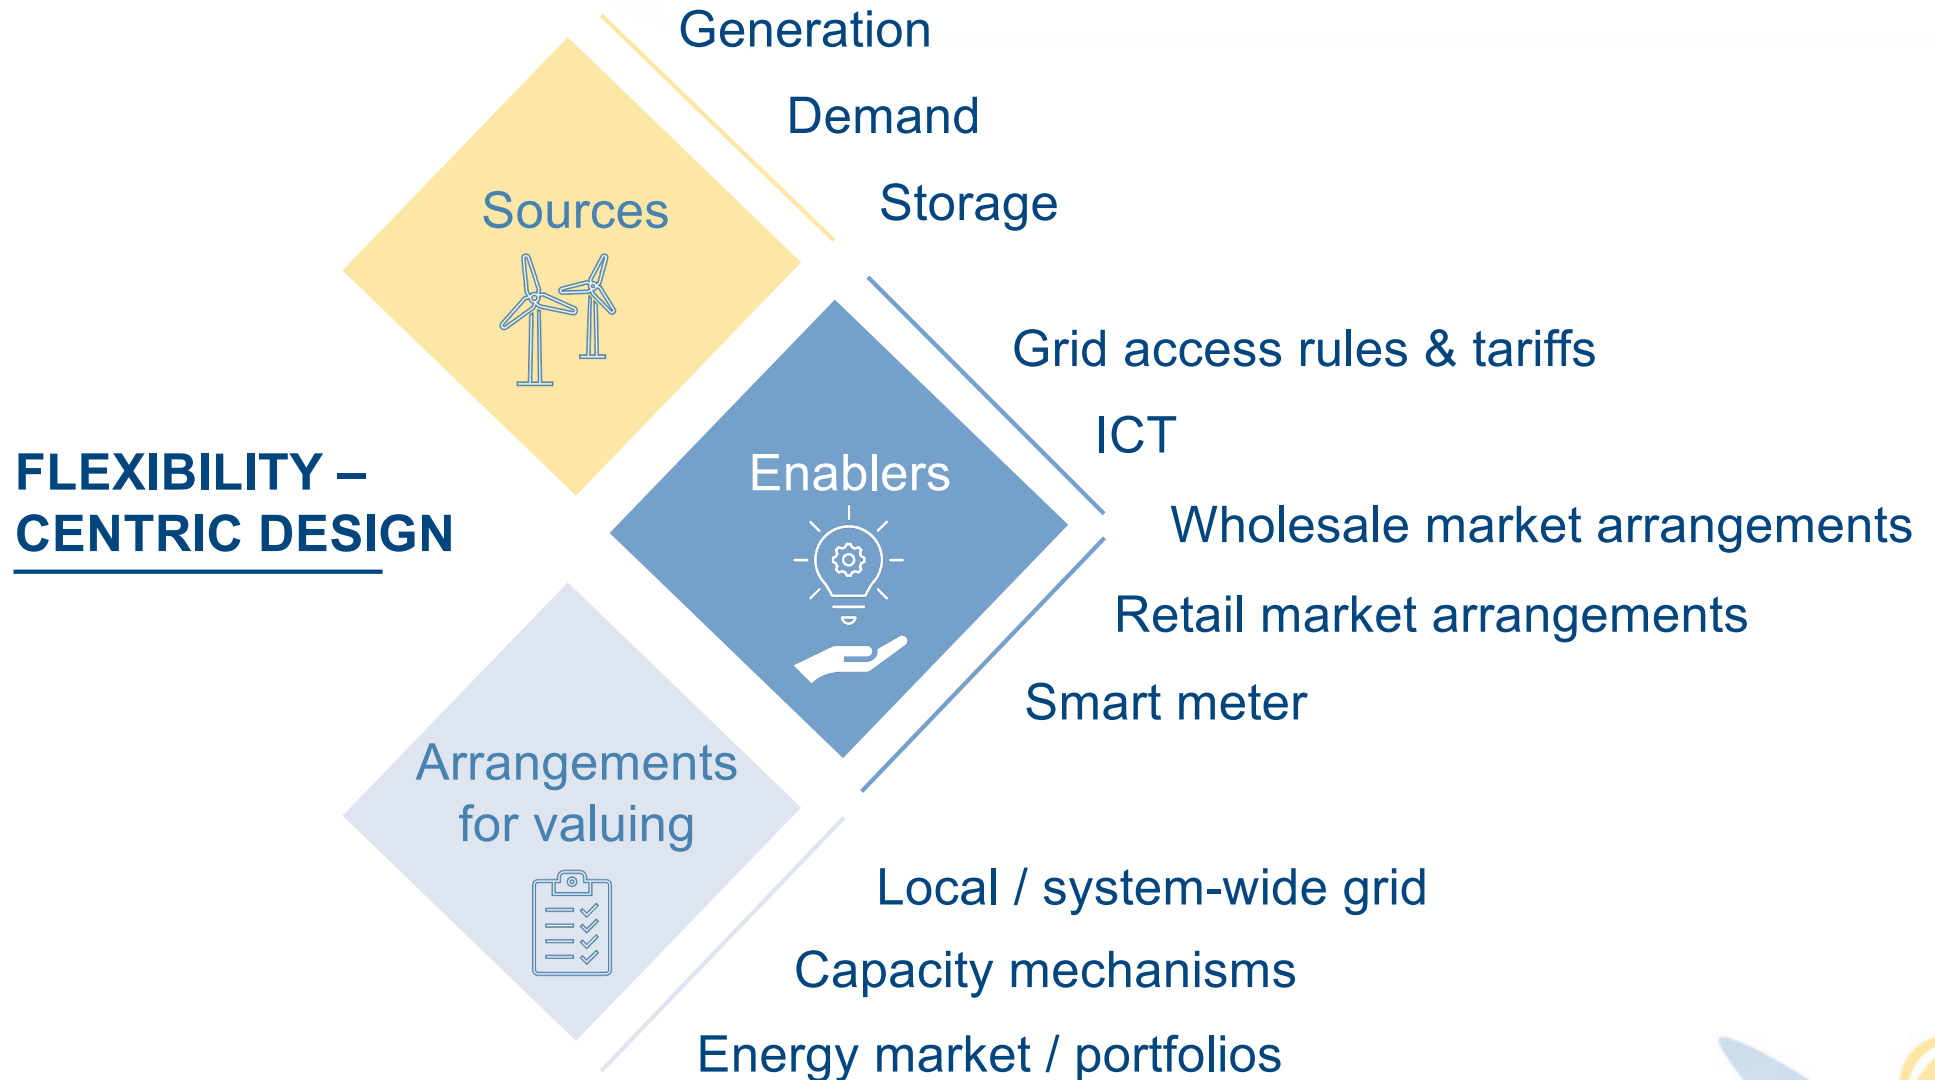 FLEXIBILITY –
CENTRIC DESIGN
Sources
Generation
Demand
Storage
Enablers
Grid access rules & tariffs
ICT
Wholesale market arrangements
Retail market arrangements
Smart meter
Arrangements
for valuing
Local / system-wide grid
Capacity mechanisms
Energy market / portfolios